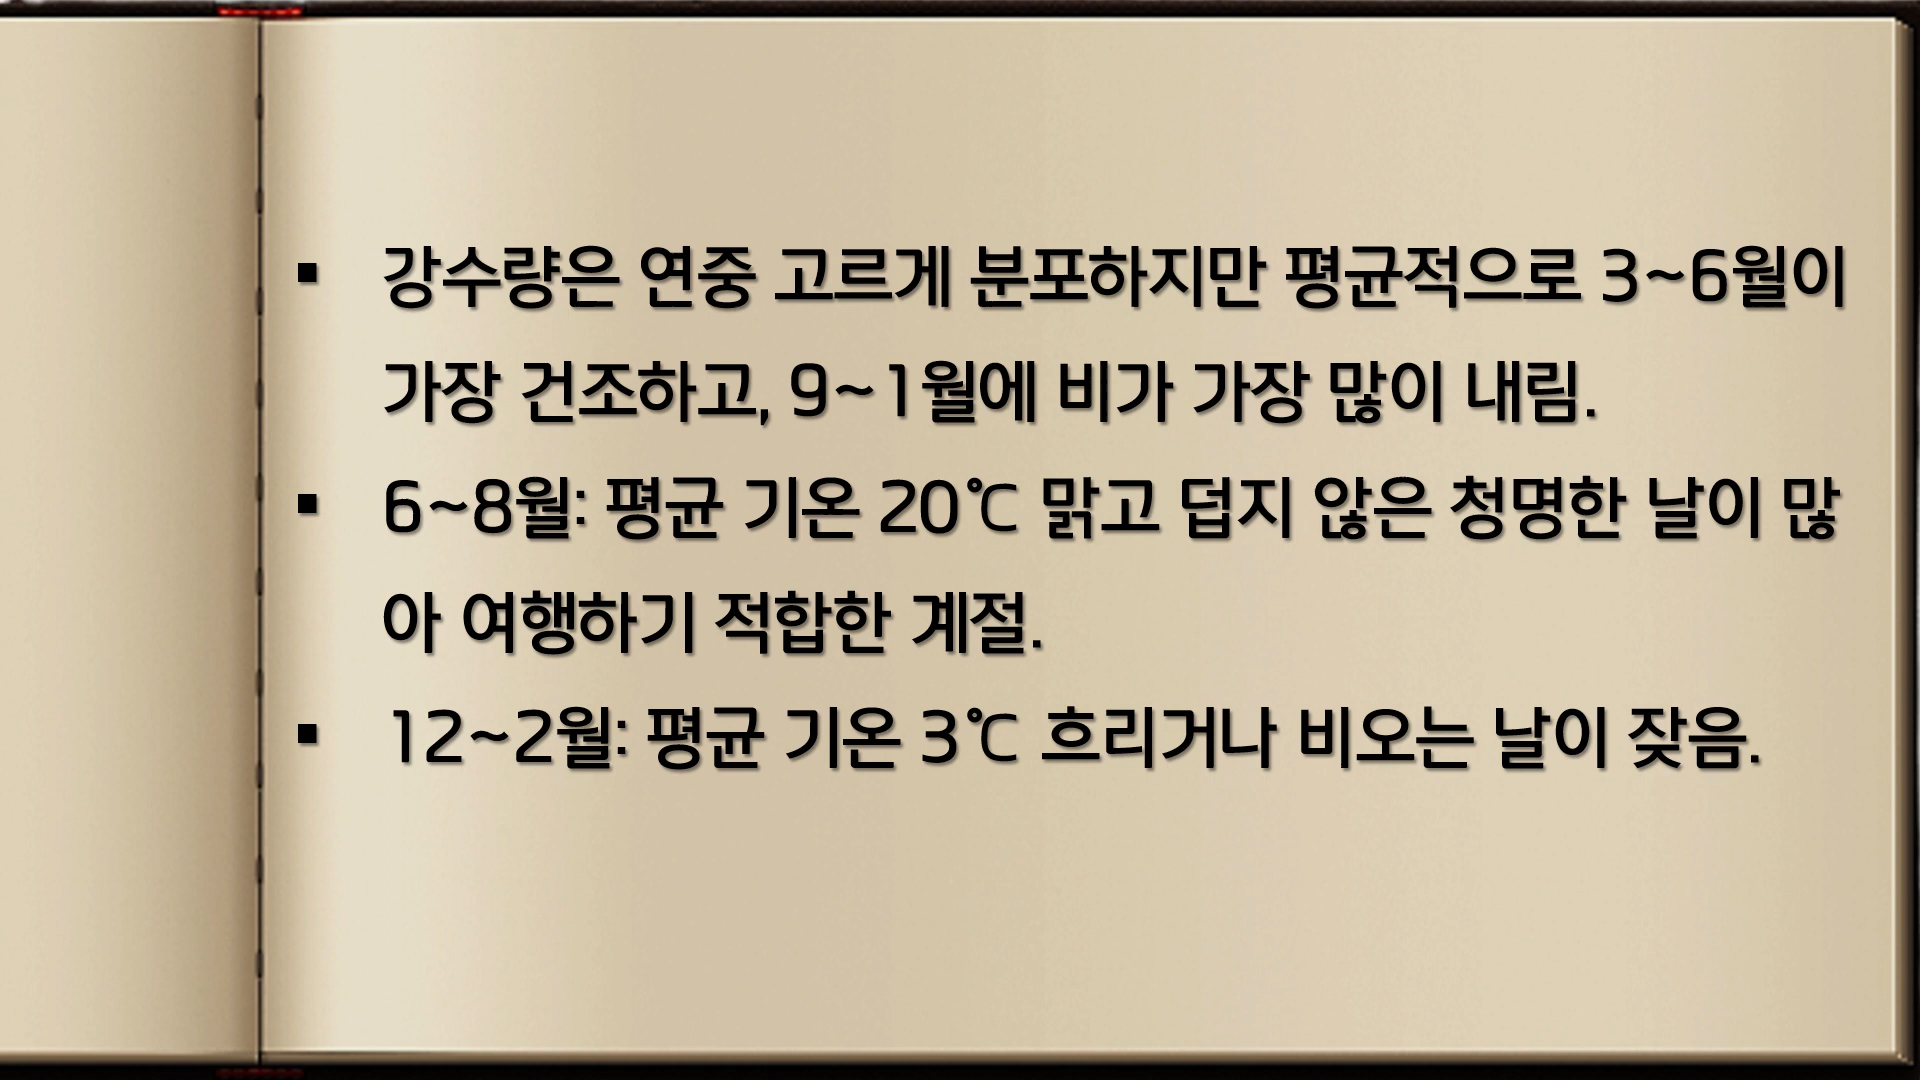 ▪ 강수량은 연중 고르게 분포하지만 평균적으로 3~6월이
가장 건조하고, 9~1월에 비가 가장 많이 내림.
▪ 6~8월: 평균 기온 20℃ 맑고 덥지 않은 청명한 날이 많
아 여행하기 적합한 계절.
▪ 12~2월: 평균 기온 3℃ 흐리거나 비오는 날이 잦음.